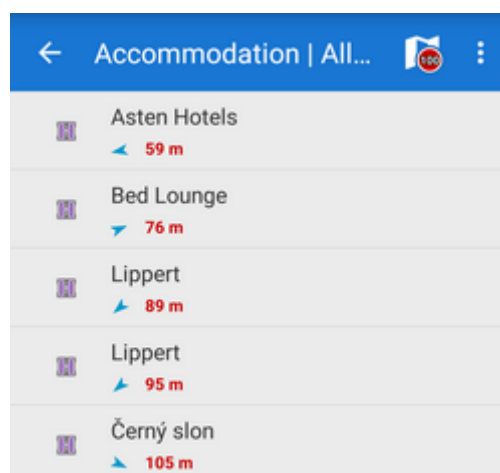 Accommodation | All...
100
Asten Hotels
59 m
Bed Lounge
76 m
Lippert
89 m
Lippert
95 m
Černý slon
105 m